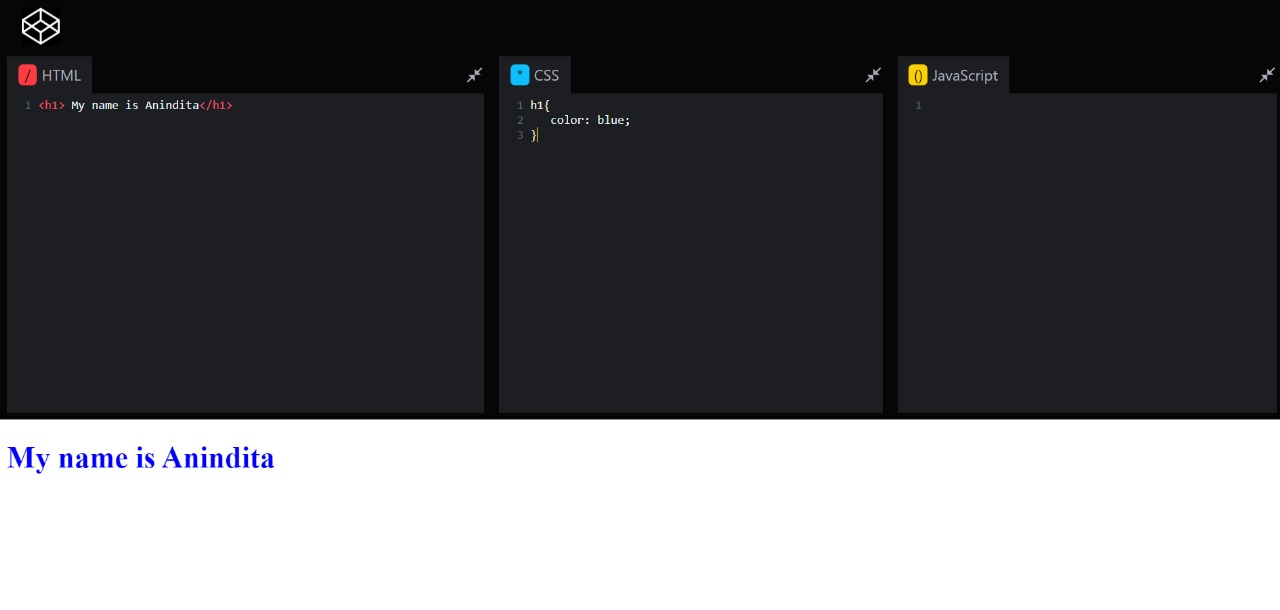 / HTML
1 <h1> My name is Anindita</h1>
* CSS
1 h1{
2 color: blue;
3 }
() JavaScript
1
My name is Anindita